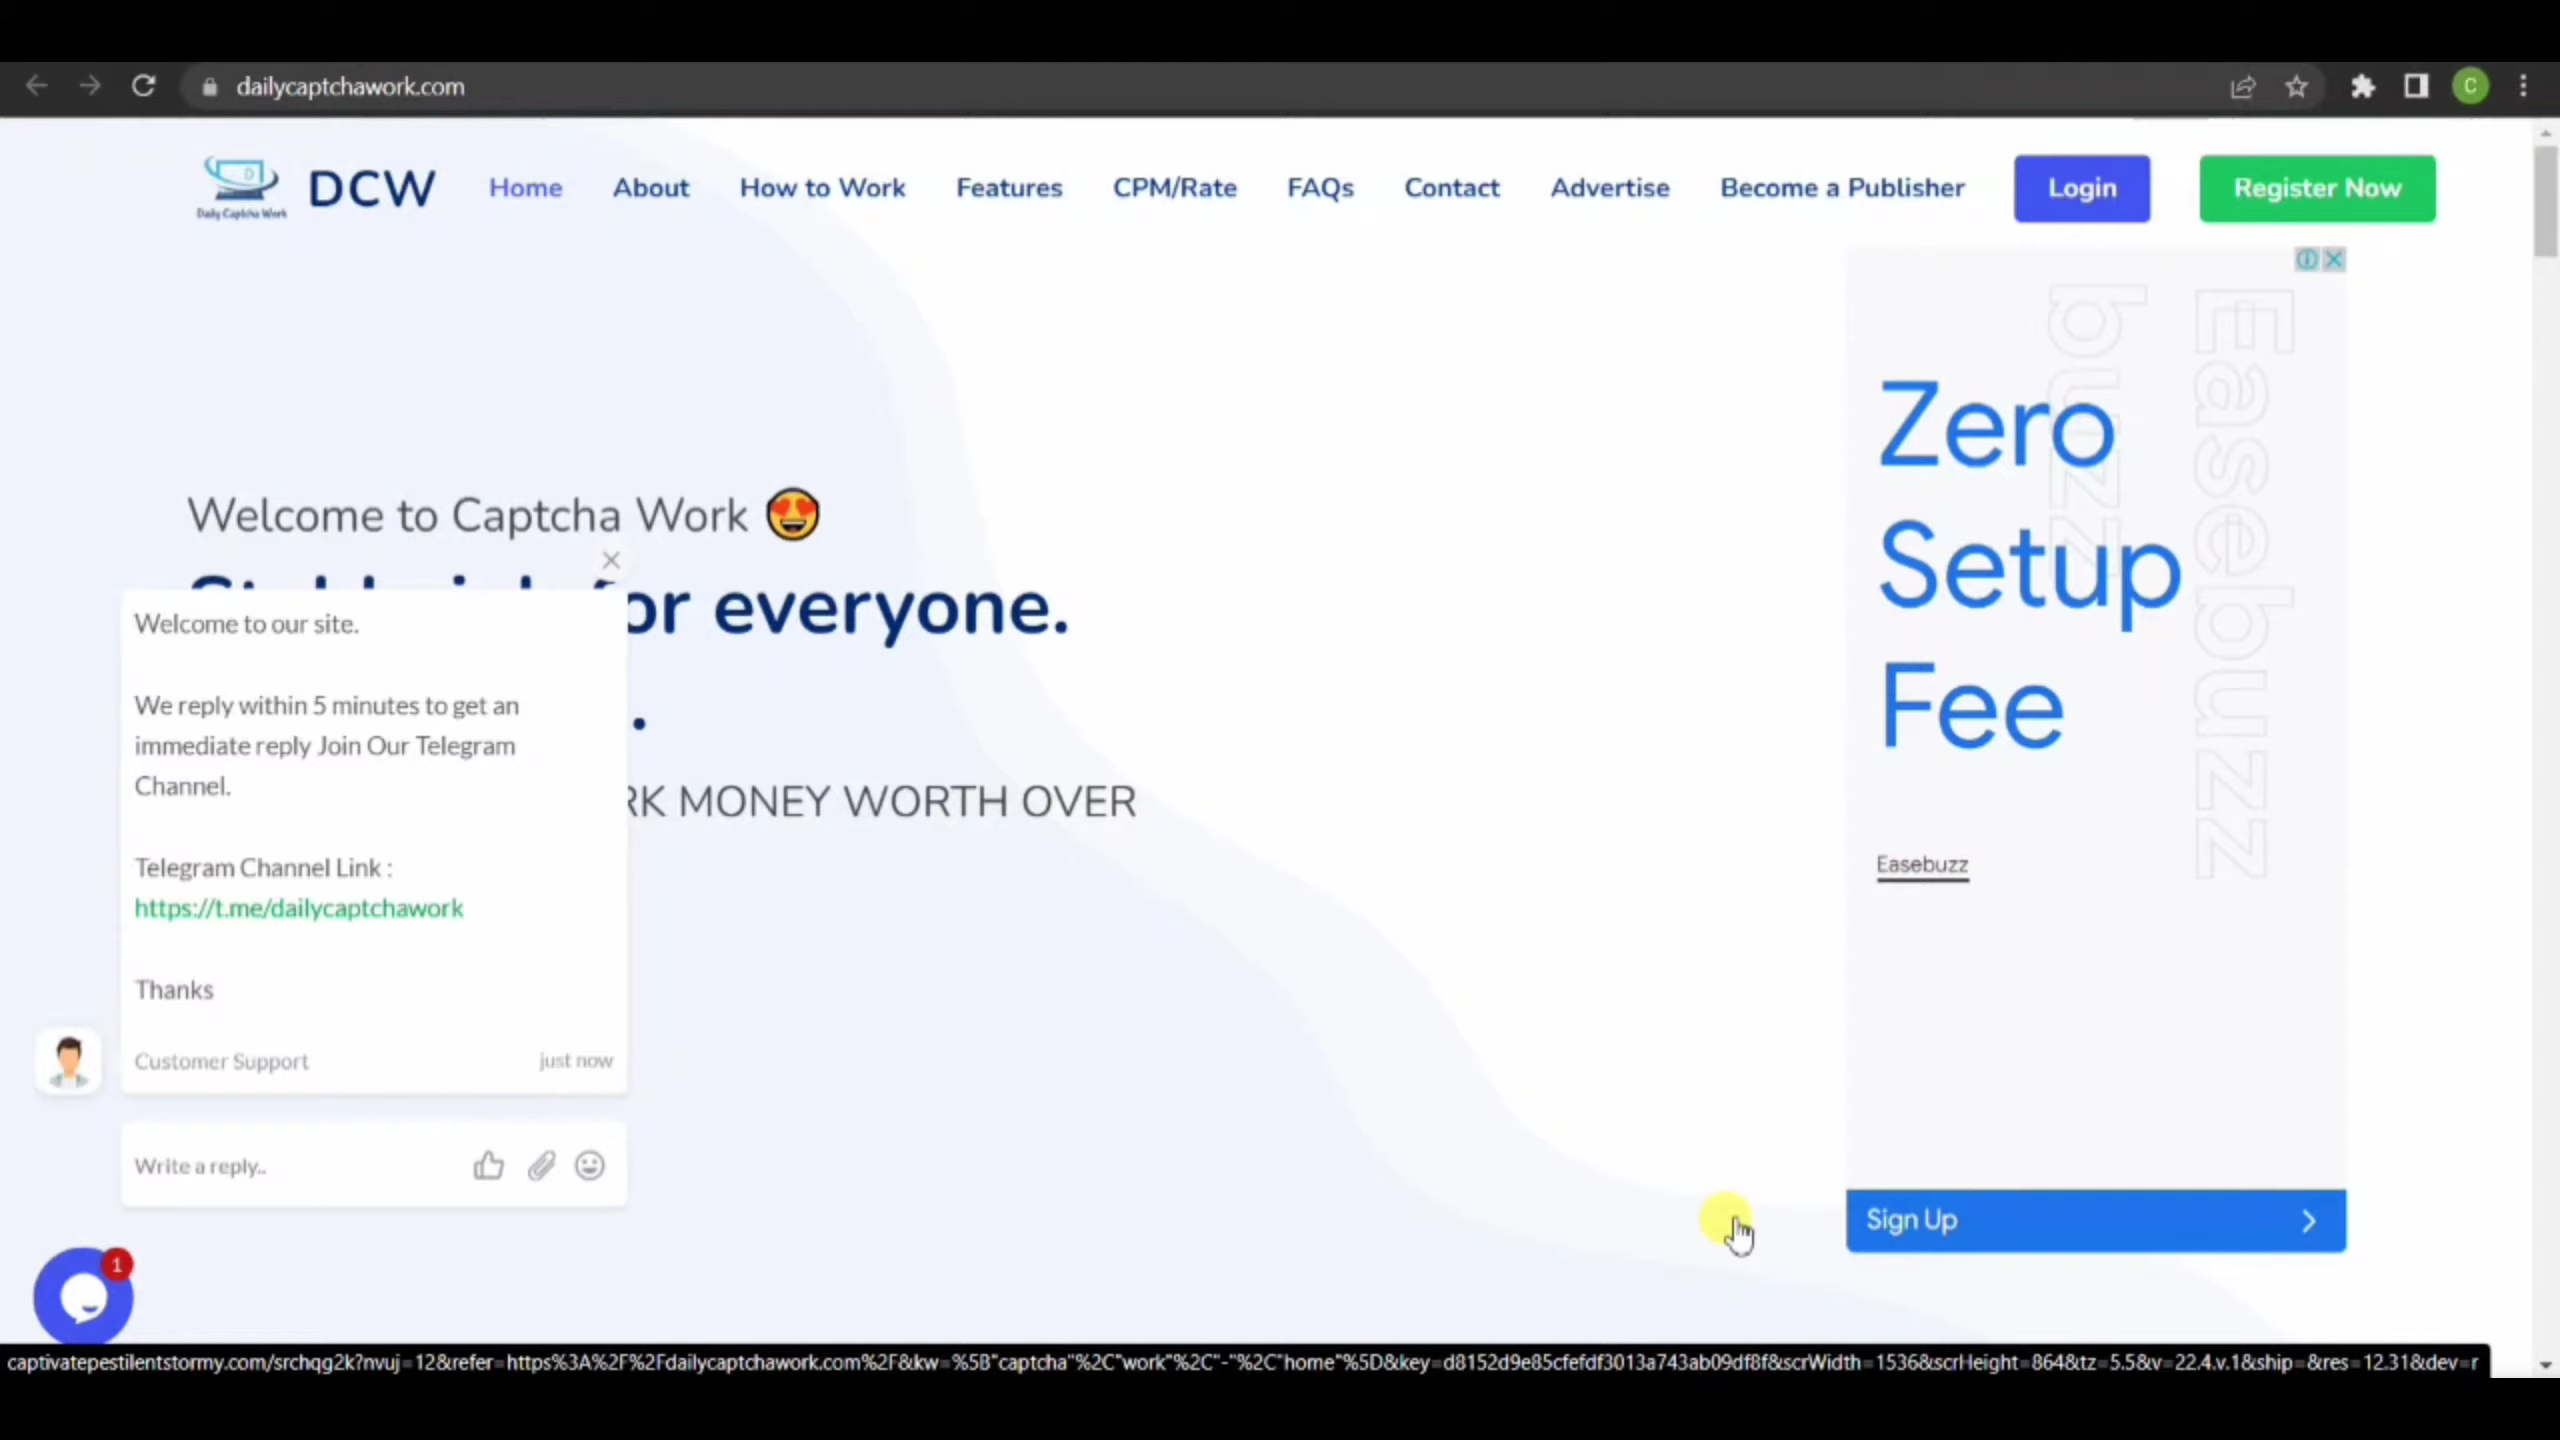 dailycaptchawork.com
C
Daily Captcha Work
DCW
Home
About
How to Work
Features
CPM/Rate
FAQs
Contact
Advertise
Become a Publisher
Login
Register Now
Welcome to Captcha Work
for everyone.
.
RK MONEY WORTH OVER
Welcome to our site.
We reply within 5 minutes to get an
immediate reply Join Our Telegram
Channel.
Telegram Channel Link :
https://t.me/dailycaptchawork
Thanks
Customer Support
just now
Write a reply..
1
Easebuzz
Zero
Setup
Fee
Easebuzz
Sign Up
captivatepestilentstormy.com/srchqg2k?nvuj=12&refer=https%3A%2F%2Fdailycaptchawork.com%2F&kw=%5B"captcha"%2C"work"%2C"-"%2C"home"%5D&key=d8152d9e85cfefdf3013a743ab09df8f&scrWidth=1536&scrHeight=864&tz=5.5&v=22.4.v.1&ship=&res=12.31&dev=r